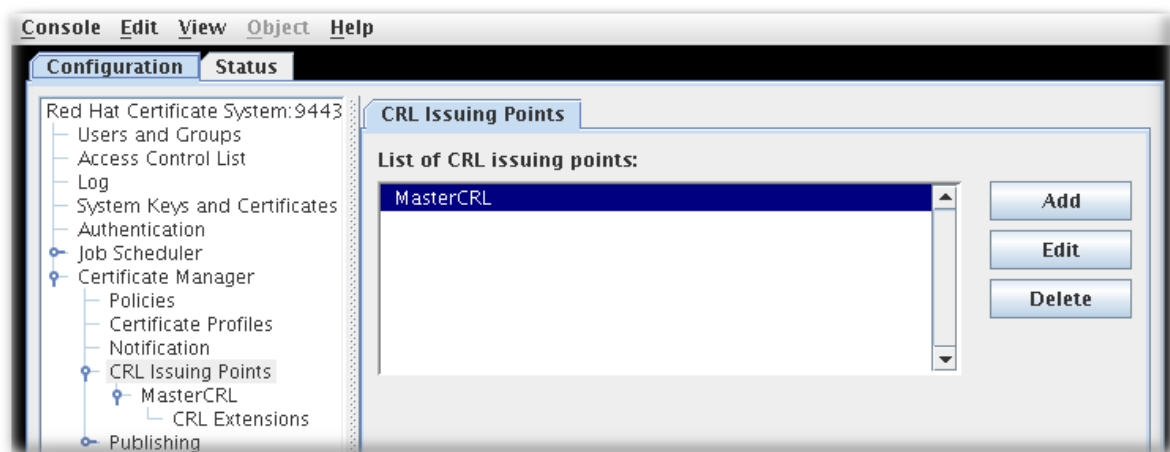 Console Edit View Object Help
Configuration Status
Red Hat Certificate System:9443
Users and Groups
Access Control List
Log
System Keys and Certificates
Authentication
Job Scheduler
Certificate Manager
Policies
Certificate Profiles
Notification
CRL Issuing Points
MasterCRL
CRL Extensions
Publishing
CRL Issuing Points
List of CRL issuing points:
MasterCRL
Add
Edit
Delete